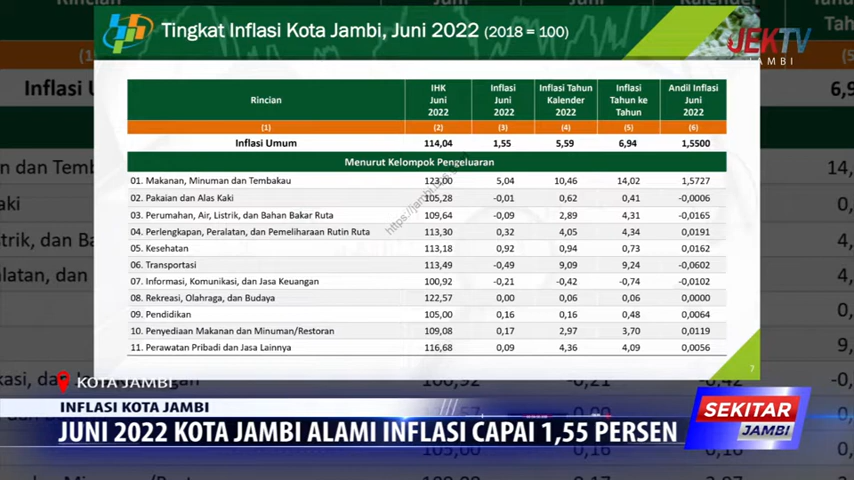 Tingkat Inflasi Kota Jambi, Juni 2022 (2018 = 100)
JEKTV
JAMBI
Rincian
IHK Juni 2022
Inflasi Juni 2022
Inflasi Tahun Kalender 2022
Inflasi Tahun ke Tahun
Andil Inflasi Juni 2022
(1) (2) (3) (4) (5) (6)
Inflasi Umum 114,04 1,55 5,59 6,94 1,5500
Menurut Kelompok Pengeluaran
01. Makanan, Minuman dan Tembakau 123,00 5,04 10,46 14,02 1,5727
02. Pakaian dan Alas Kaki 105,28 -0,01 0,62 0,41 -0,0006
03. Perumahan, Air, Listrik, dan Bahan Bakar Ruta 109,64 -0,09 2,89 4,31 -0,0165
04. Perlengkapan, Peralatan, dan Pemeliharaan Rutin Ruta 113,30 0,32 4,05 4,34 0,0191
05. Kesehatan 113,18 0,92 0,94 0,73 0,0162
06. Transportasi 113,49 -0,49 9,09 9,24 -0,0602
07. Informasi, Komunikasi, dan Jasa Keuangan 100,92 -0,21 -0,42 -0,74 -0,0102
08. Rekreasi, Olahraga, dan Budaya 122,57 0,00 0,06 0,06 0,0000
09. Pendidikan 105,00 0,16 0,16 0,48 0,0064
10. Penyediaan Makanan dan Minuman/Restoran 109,08 0,17 2,97 3,70 0,0119
11. Perawatan Pribadi dan Jasa Lainnya 116,68 0,09 4,36 4,09 0,0056
7
KOTA JAMBI
INFLASI KOTA JAMBI
JUNI 2022 KOTA JAMBI ALAMI INFLASI CAPAI 1,55 PERSEN
SEKITAR
JAMBI